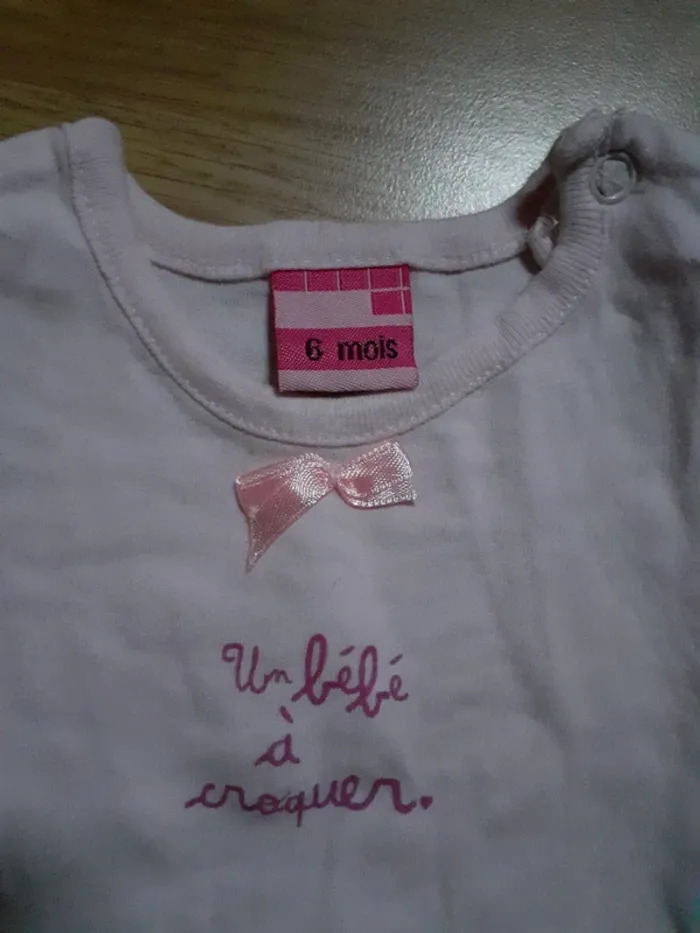 6 mois
Un bébé
à
croquer.